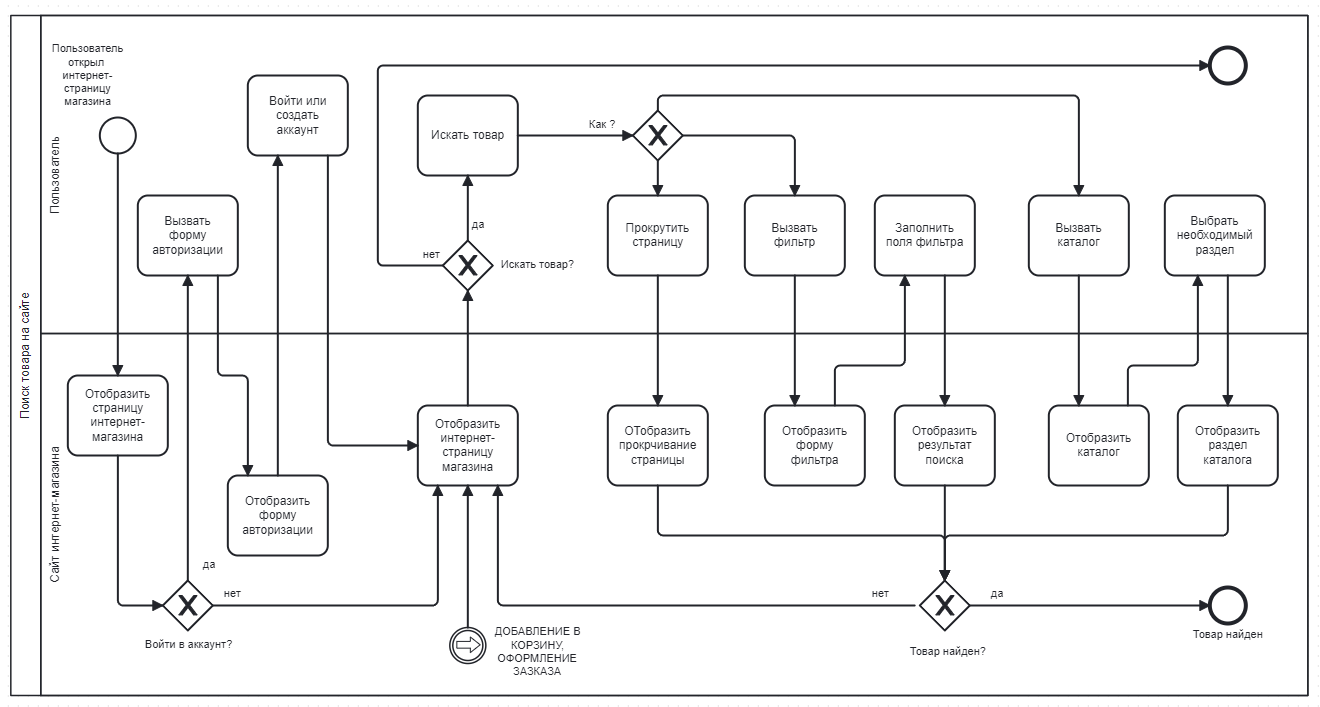 Поиск товара на сайте
Пользователь
Пользователь
открыл
интернет-
страницу
магазина
Войти или
создать
аккаунт
Вызвать
форму
авторизации
Искать товар
Как ?
да
нет
Искать товар?
Прокрутить
страницу
Вызвать
фильтр
Заполнить
поля фильтра
Вызвать
каталог
Выбрать
необходимый
раздел
Сайт интернет-магазина
Отобразить
страницу
интернет-
магазина
Отобразить
форму
авторизации
да
нет
Войти в аккаунт?
Отобразить
интернет-
страницу
магазина
ДОБАВЛЕНИЕ В
КОРЗИНУ,
ОФОРМЛЕНИЕ
ЗАЗКАЗА
ОТобразить
прокрчивание
страницы
Отобразить
форму
фильтра
Отобразить
результат
поиска
Отобразить
каталог
Отобразить
раздел
каталога
нет
да
Товар найден?
Товар найден